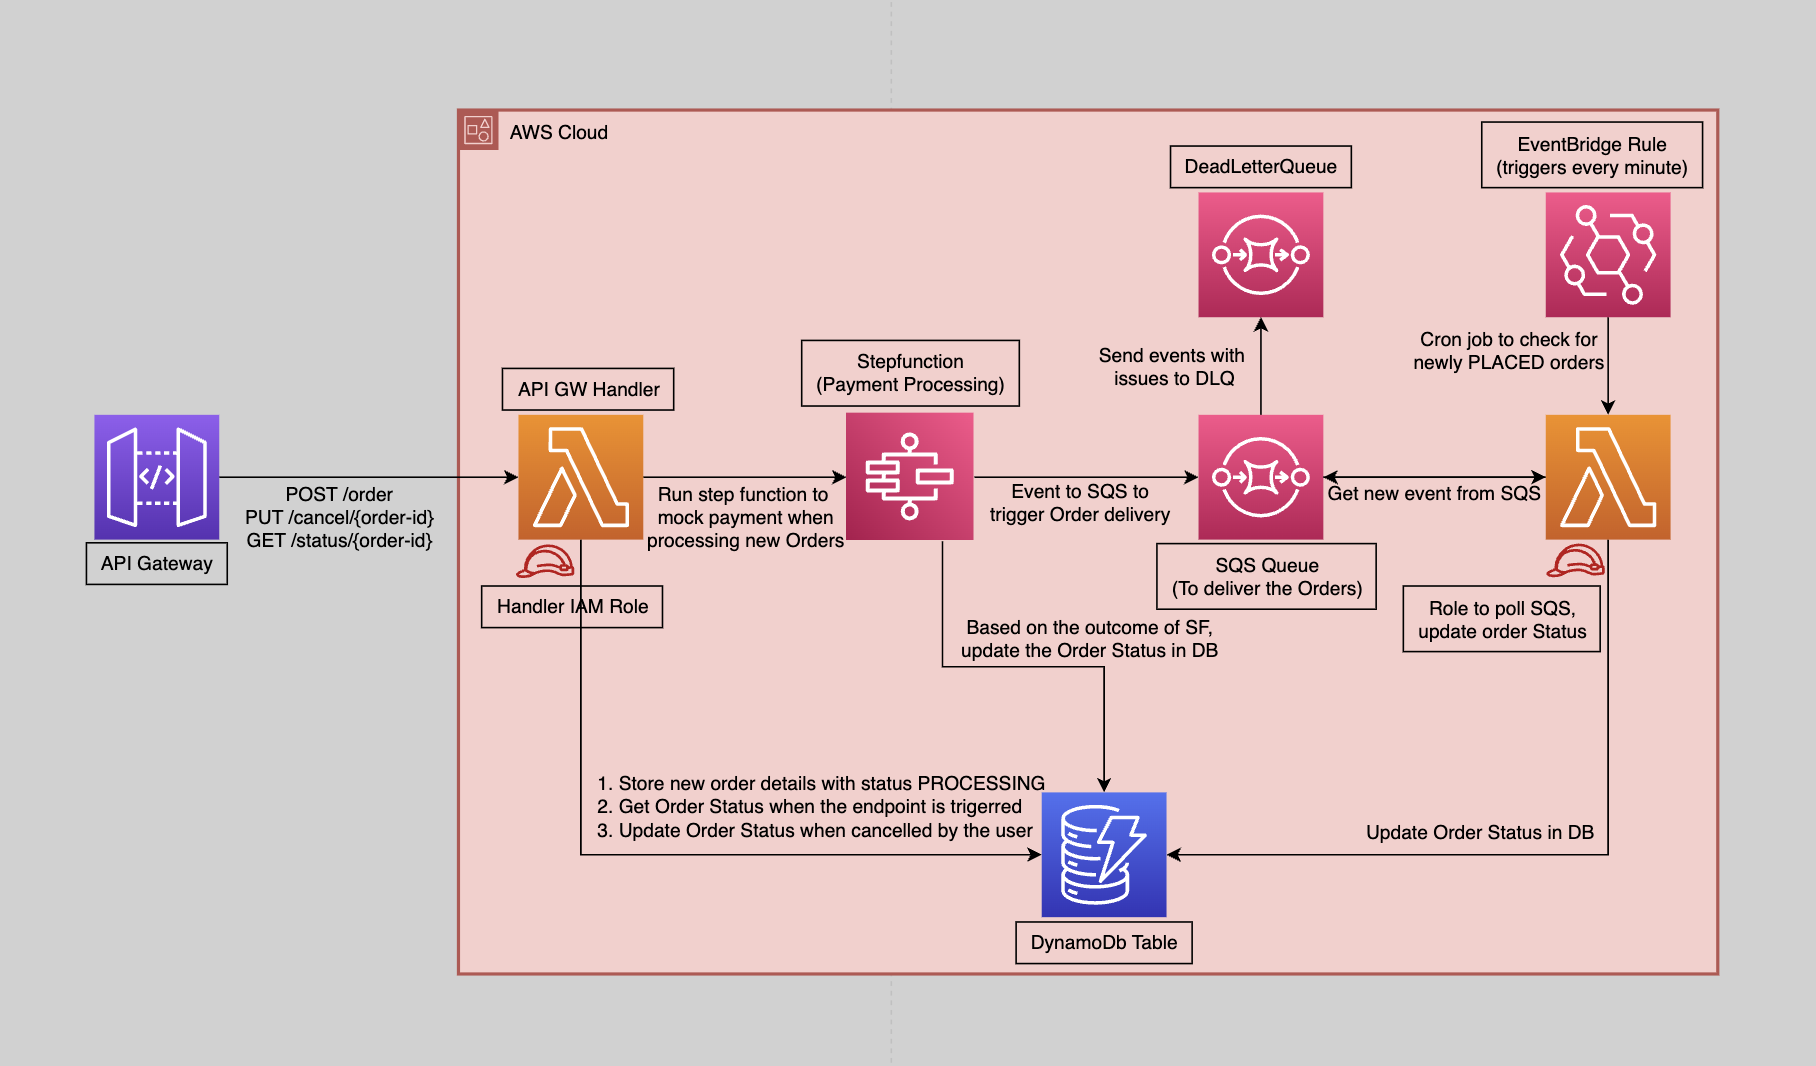 AWS Cloud
DeadLetterQueue
EventBridge Rule
(triggers every minute)
Send events with
issues to DLQ
Cron job to check for
newly PLACED orders
Stepfunction
(Payment Processing)
API GW Handler
POST /order
PUT /cancel/{order-id}
GET /status/{order-id}
API Gateway
Run step function to
mock payment when
processing new Orders
Event to SQS to
trigger Order delivery
Get new event from SQS
SQS Queue
(To deliver the Orders)
Handler IAM Role
Role to poll SQS,
update order Status
Based on the outcome of SF,
update the Order Status in DB
1. Store new order details with status PROCESSING
2. Get Order Status when the endpoint is trigerred
3. Update Order Status when cancelled by the user
Update Order Status in DB
DynamoDb Table